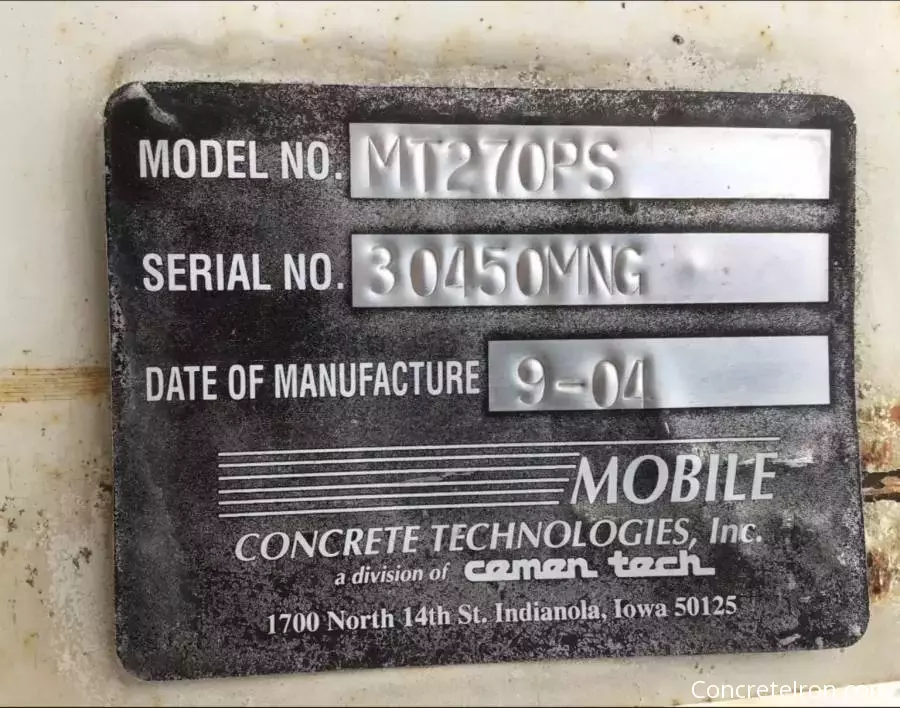 MODEL NO. MT270PS
SERIAL NO. 30450MNG
DATE OF MANUFACTURE 9-04
MOBILE
CONCRETE TECHNOLOGIES, Inc.
a division of cemen tech
1700 North 14th St. Indianola, Iowa 50125
ConcreteIron.com